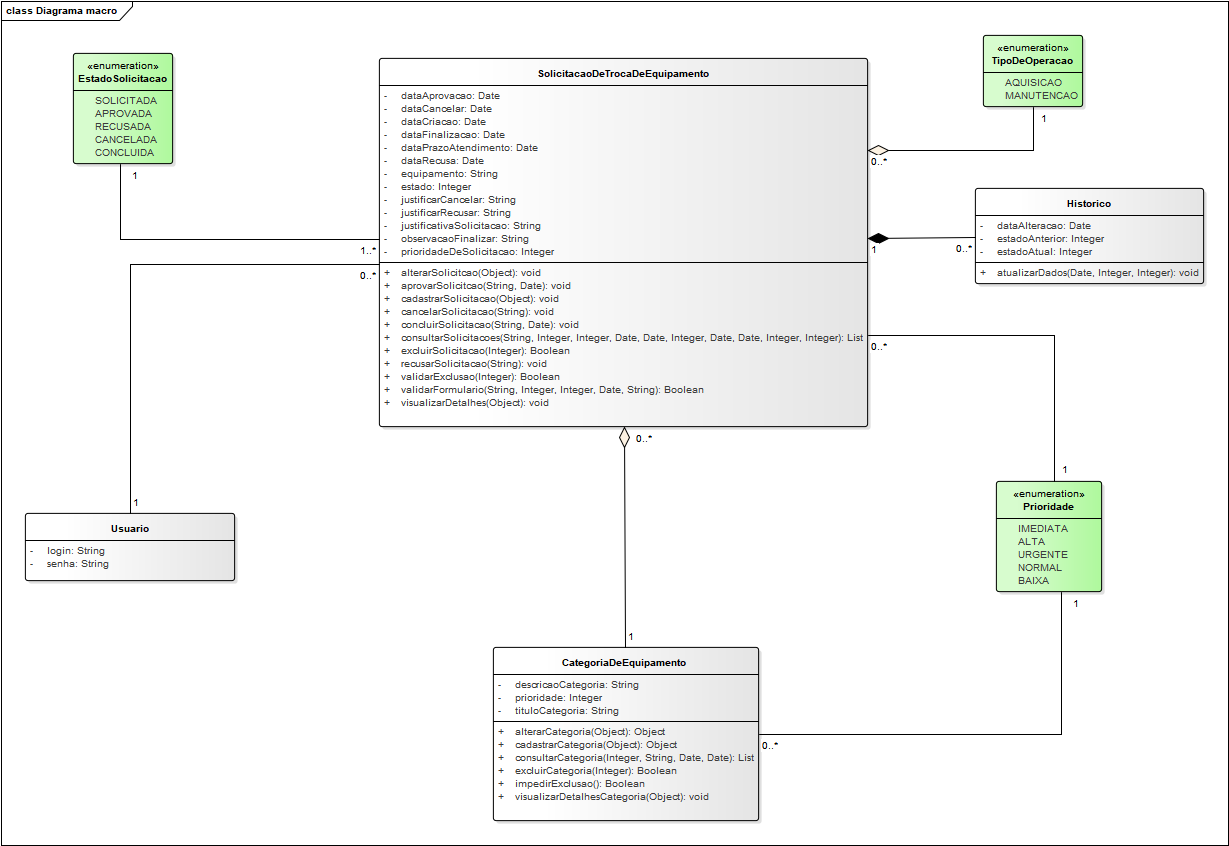 class Diagrama macro
«enumeration»
EstadoSolicitacao
SOLICITADA
APROVADA
RECUSADA
CANCELADA
CONCLUIDA
1
1..*
SolicitacaoDeTrocaDeEquipamento
- dataAprovacao: Date
- dataCancelar: Date
- dataCriacao: Date
- dataFinalizacao: Date
- dataPrazoAtendimento: Date
- dataRecusa: Date
- equipamento: String
- estado: Integer
- justificarCancelar: String
- justificarRecusar: String
- justificativaSolicitacao: String
- observacaoFinalizar: String
- prioridadeDeSolicitacao: Integer
+ alterarSolicitcao(Object): void
+ aprovarSolicitcao(String, Date): void
+ cadastrarSolicitacao(Object): void
+ cancelarSolicitacao(String): void
+ concluirSolicitacao(String, Date): void
+ consultarSolicitacoes(String, Integer, Integer, Date, Date, Integer, Date, Date, Integer, Integer): List
+ excluirSolicitacao(Integer): Boolean
+ recusarSolicitacao(String): void
+ validarExclusao(Integer): Boolean
+ validarFormulario(String, Integer, Integer, Date, String): Boolean
+ visualizarDetalhes(Object): void
«enumeration»
TipoDeOperacao
AQUISICAO
MANUTENCAO
1
0..*
Historico
- dataAlteracao: Date
- estadoAnterior: Integer
- estadoAtual: Integer
+ atualizarDados(Date, Integer, Integer): void
1
0..*
0..*
0..*
1
0..*
1
Usuario
- login: String
- senha: String
«enumeration»
Prioridade
IMEDIATA
ALTA
URGENTE
NORMAL
BAIXA
1
1
CategoriaDeEquipamento
- descricaoCategoria: String
- prioridade: Integer
- tituloCategoria: String
+ alterarCategoria(Object): Object
+ cadastrarCategoria(Object): Object
+ consultarCategoria(Integer, String, Date, Date): List
+ excluirCategoria(Integer): Boolean
+ impedirExclusao(): Boolean
+ visualizarDetalhesCategoria(Object): void
0..*